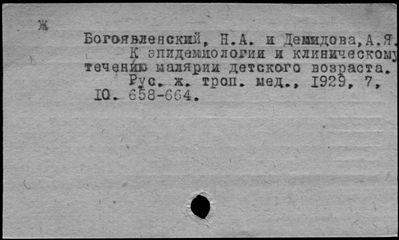 Ж
Богоявленский, Н.А. и Демидова, А.Я.
К эпидемиологии и клиническому
течению малярии детского возраста.
Рус. ж. троп. мед., 1929, 7,
10. 658-664.